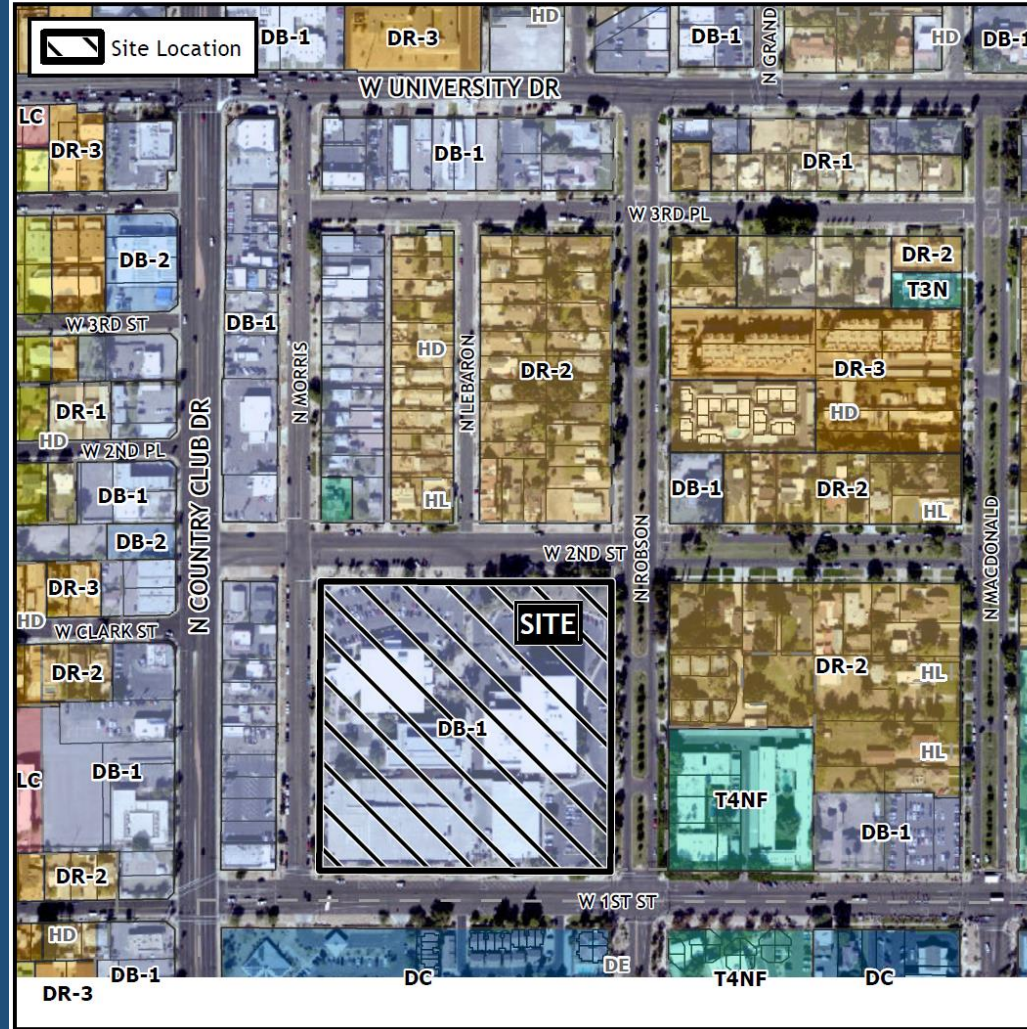 Site Location
HD
DB-1
DR-3
DB-1
N GRAND
HD
DB-1
W UNIVERSITY DR
LC
DR-3
DB-1
DR-1
W 3RD PL
DB-2
DR-2
T3N
W 3RD ST
DB-1
N MORRIS
HD
N LEBARON
DR-2
DR-3
DR-1
HD
HD
W 2ND PL
N COUNTRY CLUB DR
DB-1
HL
DB-1
DR-2
HL
DB-2
W 2ND ST
N ROBSON
N MACDONALD
DR-3
HD
W CLARK ST
SITE
DR-2
DR-2
HL
DB-1
HL
LC
DB-1
T4NF
DB-1
DR-2
W 1ST ST
HD
DB-1
DC
DE
T4NF
DC
DR-3